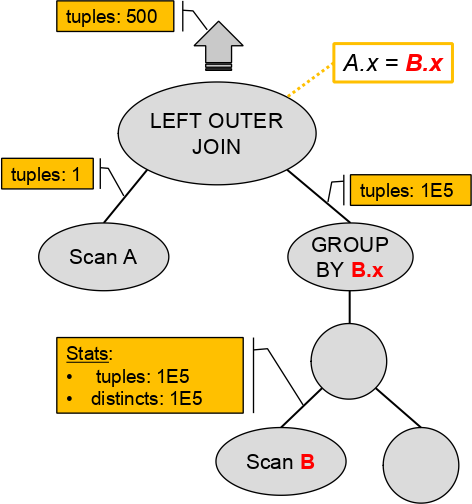 tuples: 500
A.x = B.x
LEFT OUTER
JOIN
tuples: 1
tuples: 1E5
Scan A
GROUP
BY B.x
Stats:
• tuples: 1E5
• distincts: 1E5
Scan B